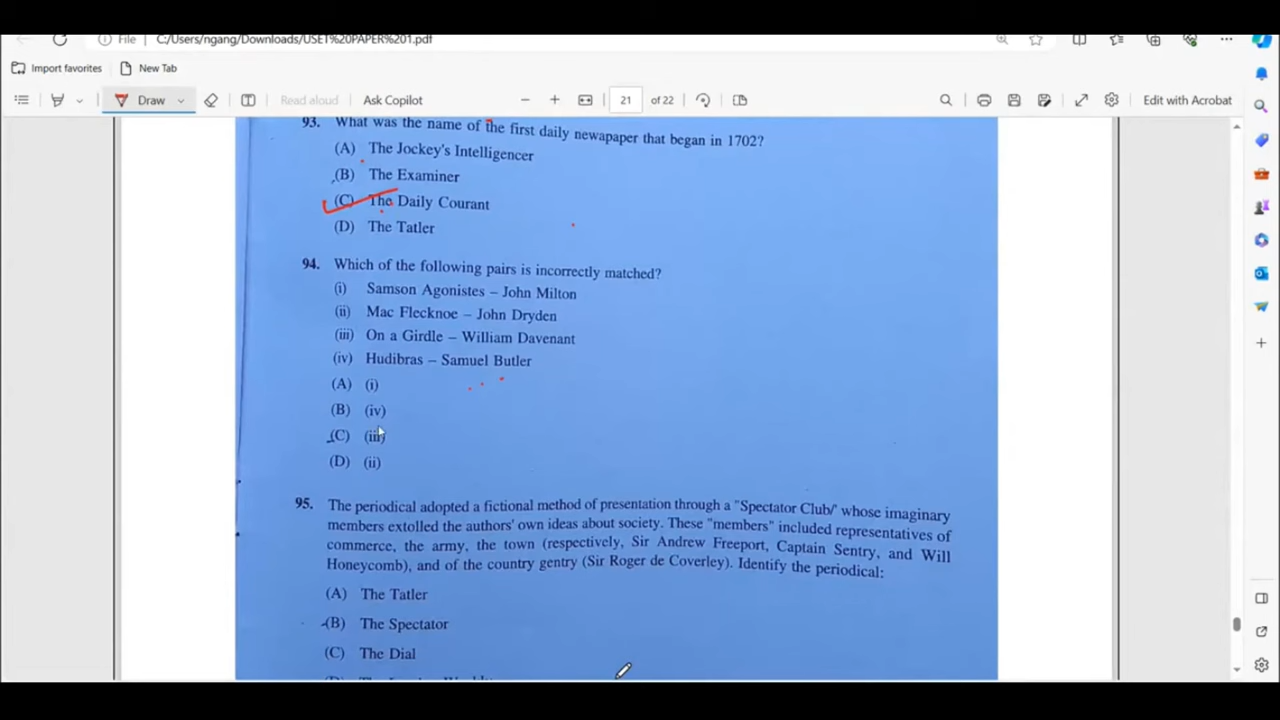 File
C:/Users/ngang/Downloads/USET%20PAPER%201.pdf
Import favorites
New Tab
Draw
Read aloud
Ask Copilot
21
of 22
Edit with Acrobat
93. What was the name of the first daily newapaper that began in 1702?
(A) The Jockey's Intelligencer
(B) The Examiner
(C) The Daily Courant
(D) The Tatler
94. Which of the following pairs is incorrectly matched?
(i) Samson Agonistes – John Milton
(ii) Mac Flecknoe – John Dryden
(iii) On a Girdle – William Davenant
(iv) Hudibras – Samuel Butler
(A) (i)
(B) (iv)
(C) (iii)
(D) (ii)
95. The periodical adopted a fictional method of presentation through a "Spectator Club/" whose imaginary
members extolled the authors' own ideas about society. These "members" included representatives of
commerce, the army, the town (respectively, Sir Andrew Freeport, Captain Sentry, and Will
Honeycomb), and of the country gentry (Sir Roger de Coverley). Identify the periodical:
(A) The Tatler
(B) The Spectator
(C) The Dial